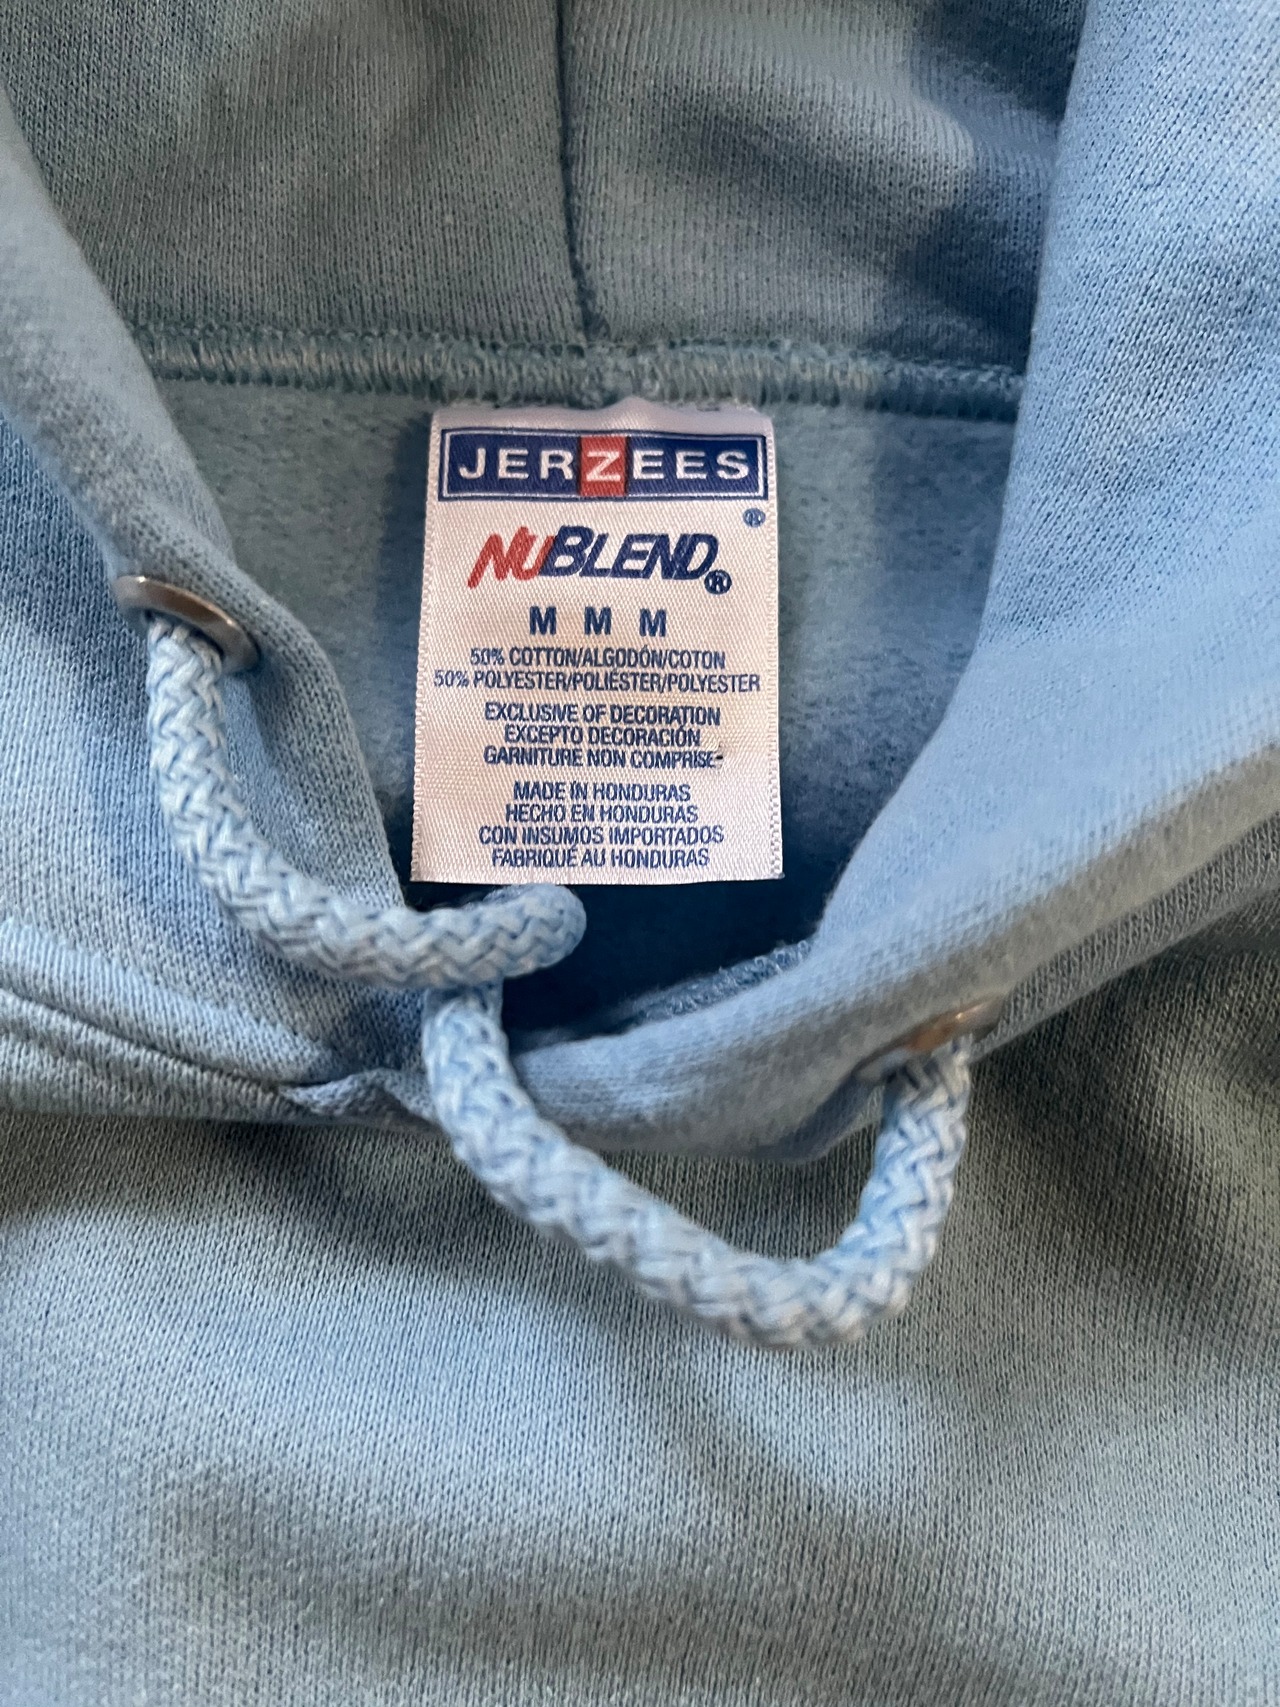 JERZEES
®
NUBLEND®
M M M
50% COTTON/ALGODÓN/COTON
50% POLYESTER/POLIÉSTER/POLYESTER
EXCLUSIVE OF DECORATION
EXCEPTO DECORACIÓN
GARNITURE NON COMPRISE
MADE IN HONDURAS
HECHO EN HONDURAS
CON INSUMOS IMPORTADOS
FABRIQUÉ AU HONDURAS